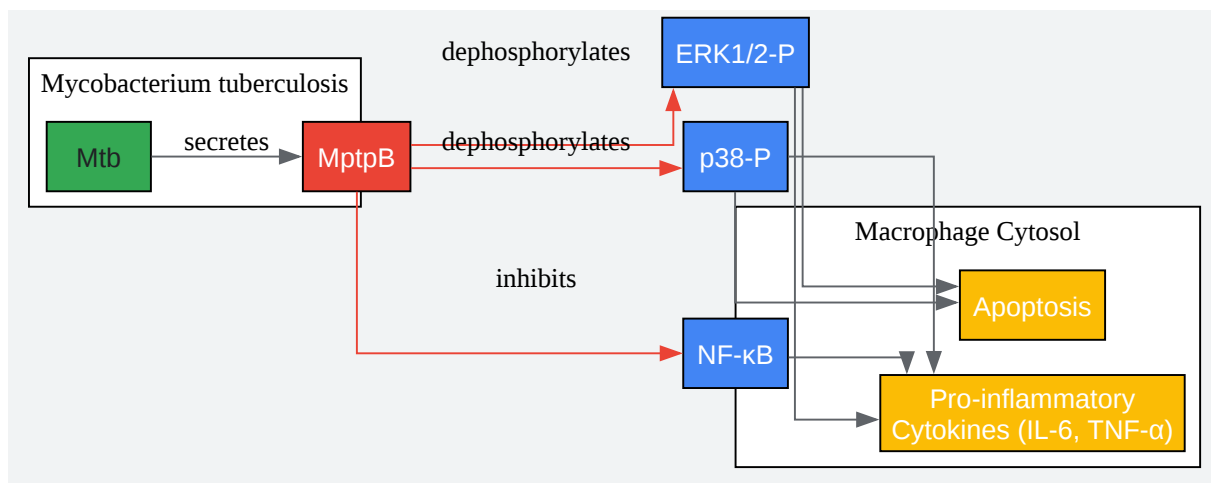 dephosphorylates
ERK1/2-P
Mycobacterium tuberculosis
Mtb
secretes
MptpB
dephosphorylates
p38-P
Macrophage Cytosol
inhibits
Apoptosis
NF-κB
Pro-inflammatory
Cytokines (IL-6, TNF-α)